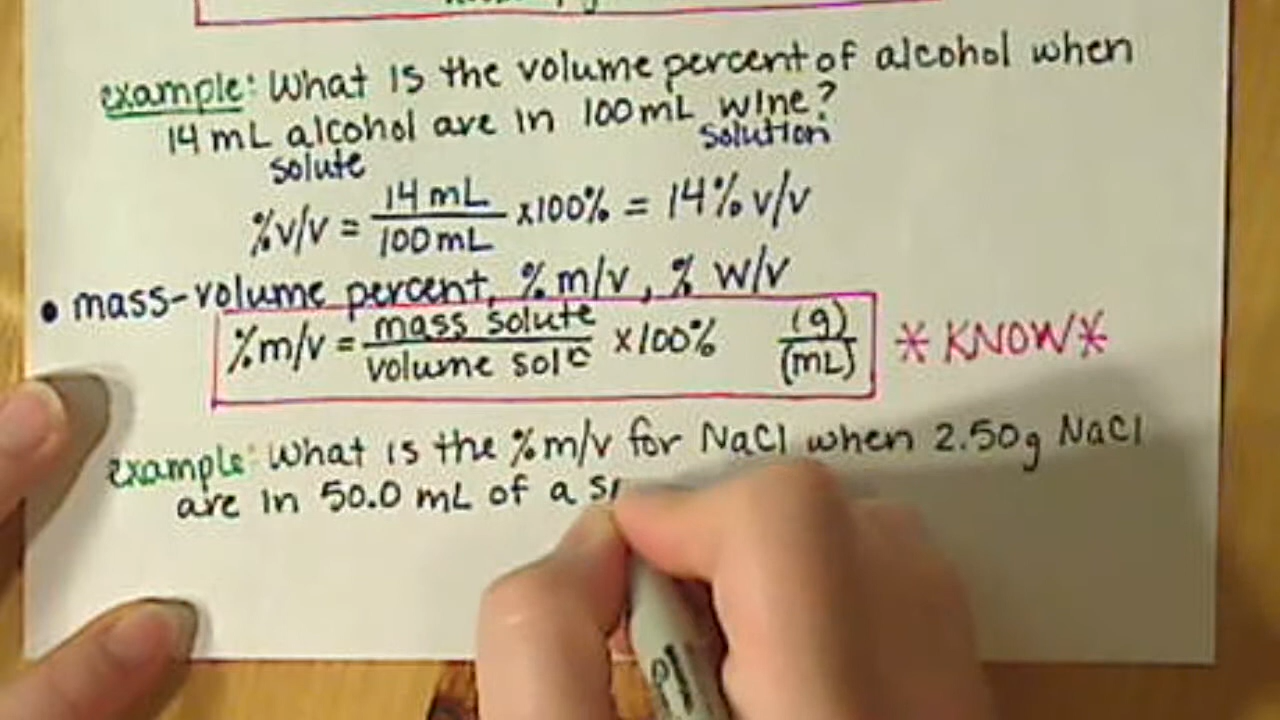 example: What is the volume percent of alcohol when
14 mL alcohol are in 100 mL wine?
solute solution
%v/v = 14 mL / 100 mL x100% = 14% v/v
• mass-volume percent, % m/v, % w/v
%m/v = mass solute / volume solᶜ x100% (g) / (mL) *KNOW*
example: What is the %m/v for NaCl when 2.50g NaCl
are in 50.0 mL of a